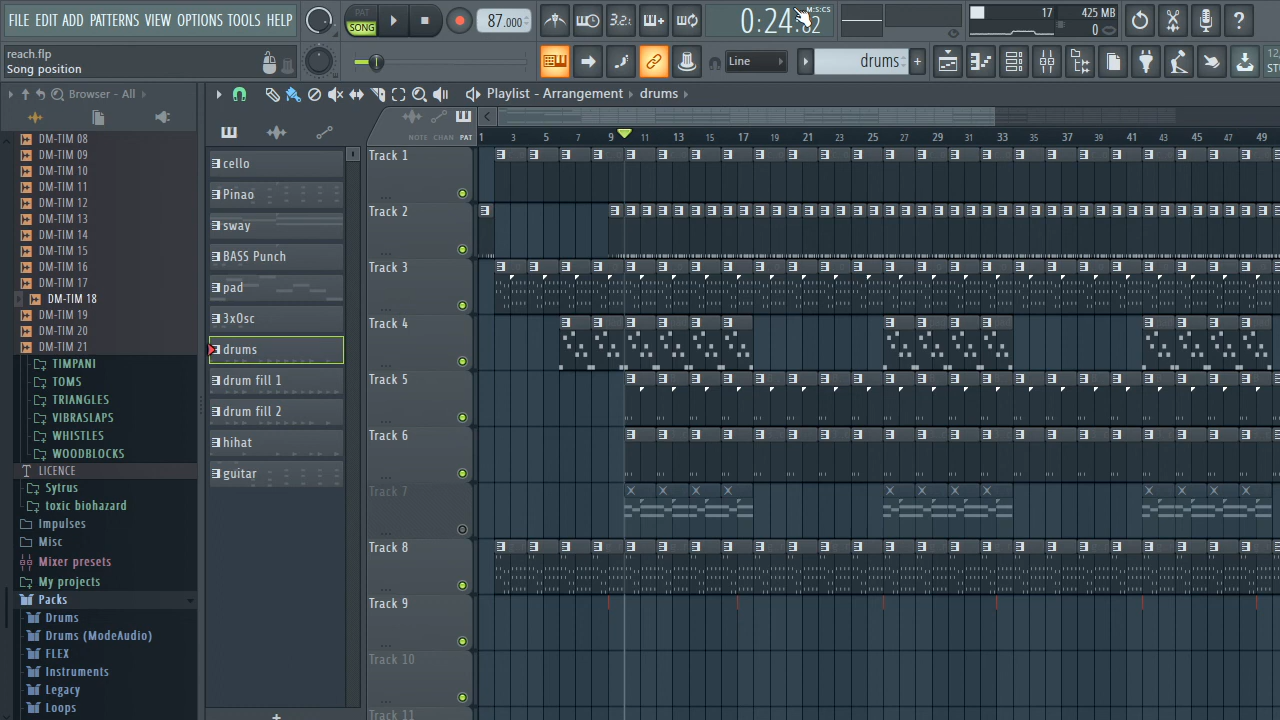 FILE EDIT ADD PATTERNS VIEW OPTIONS TOOLS HELP
PAT
SONG
87.000
3.2
0:24:82
M:S:CS
17
425 MB
0
reach.flp
Song position
Line
drums
Browser - All
Playlist - Arrangement › drums ›
NOTE CHAN PAT
1 3 5 7 9 11 13 15 17 19 21 23 25 27 29 31 33 35 37 39 41 43 45 47 49
DM-TIM 08
DM-TIM 09
DM-TIM 10
DM-TIM 11
DM-TIM 12
DM-TIM 13
DM-TIM 14
DM-TIM 15
DM-TIM 16
DM-TIM 17
DM-TIM 18
DM-TIM 19
DM-TIM 20
DM-TIM 21
TIMPANI
TOMS
TRIANGLES
VIBRASLAPS
WHISTLES
WOODBLOCKS
LICENCE
Sytrus
toxic biohazard
Impulses
Misc
Mixer presets
My projects
Packs
Drums
Drums (ModeAudio)
FLEX
Instruments
Legacy
Loops
cello
Pinao
sway
BASS Punch
pad
3xOsc
drums
drum fill 1
drum fill 2
hihat
guitar
Track 1
Track 2
Track 3
Track 4
Track 5
Track 6
Track 7
Track 8
Track 9
Track 10
Track 11